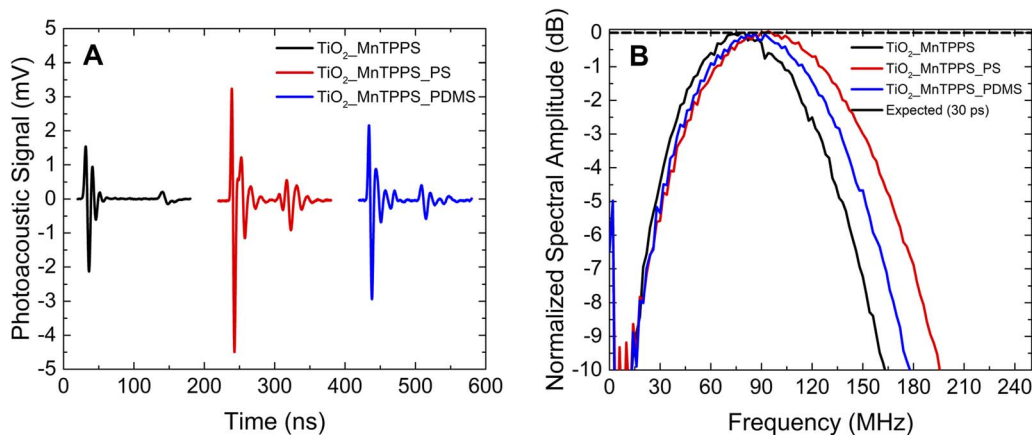 A
TiO2_MnTPPS
TiO2_MnTPPS_PS
TiO2_MnTPPS_PDMS
Photoacoustic Signal (mV)
5
4
3
2
1
0
-1
-2
-3
-4
-5
0 100 200 300 400 500 600
Time (ns)
B
TiO2_MnTPPS
TiO2_MnTPPS_PS
TiO2_MnTPPS_PDMS
Expected (30 ps)
Normalized Spectral Amplitude (dB)
0
-1
-2
-3
-4
-5
-6
-7
-8
-9
-10
0 30 60 90 120 150 180 210 240
Frequency (MHz)